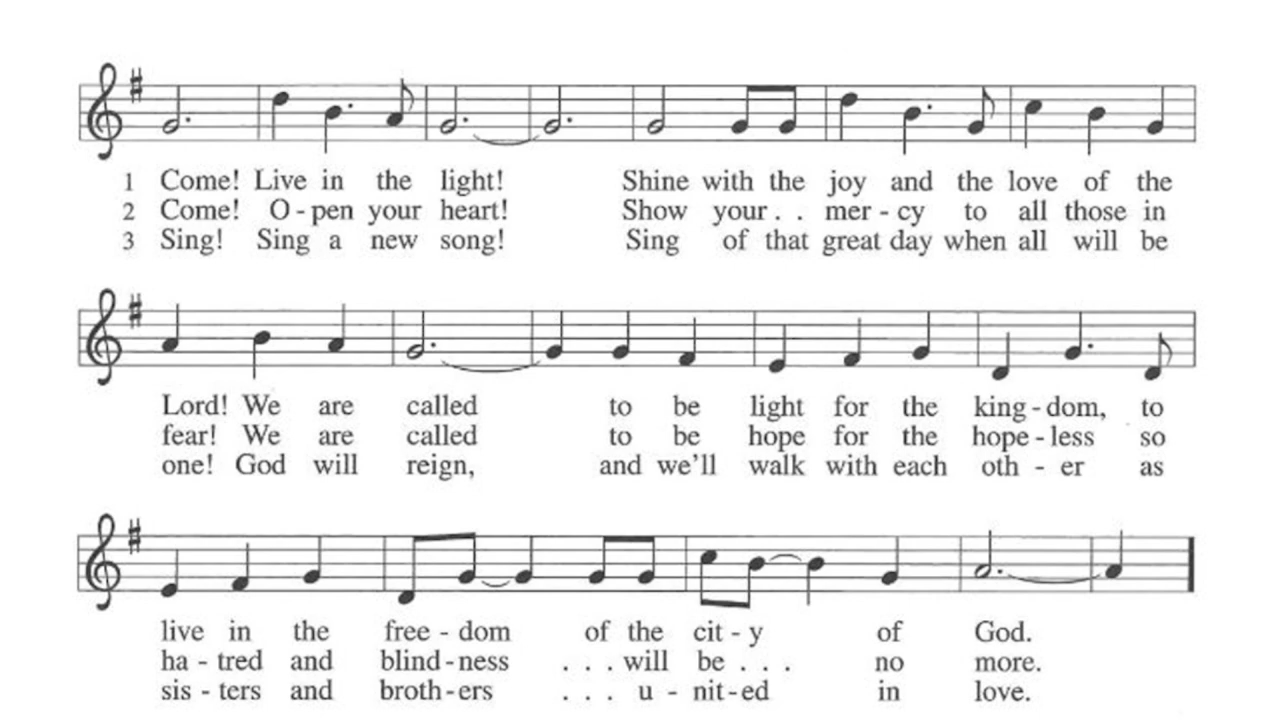 1 Come! Live in the light! Shine with the joy and the love of the
2 Come! O - pen your heart! Show your . . mer - cy to all those in
3 Sing! Sing a new song! Sing of that great day when all will be
Lord! We are called to be light for the king - dom, to
fear! We are called to be hope for the hope - less so
one! God will reign, and we'll walk with each oth - er as
live in the free - dom of the cit - y of God.
ha - tred and blind - ness . . . will be . . . no more.
sis - ters and broth - ers . . . u - nit - ed in love.